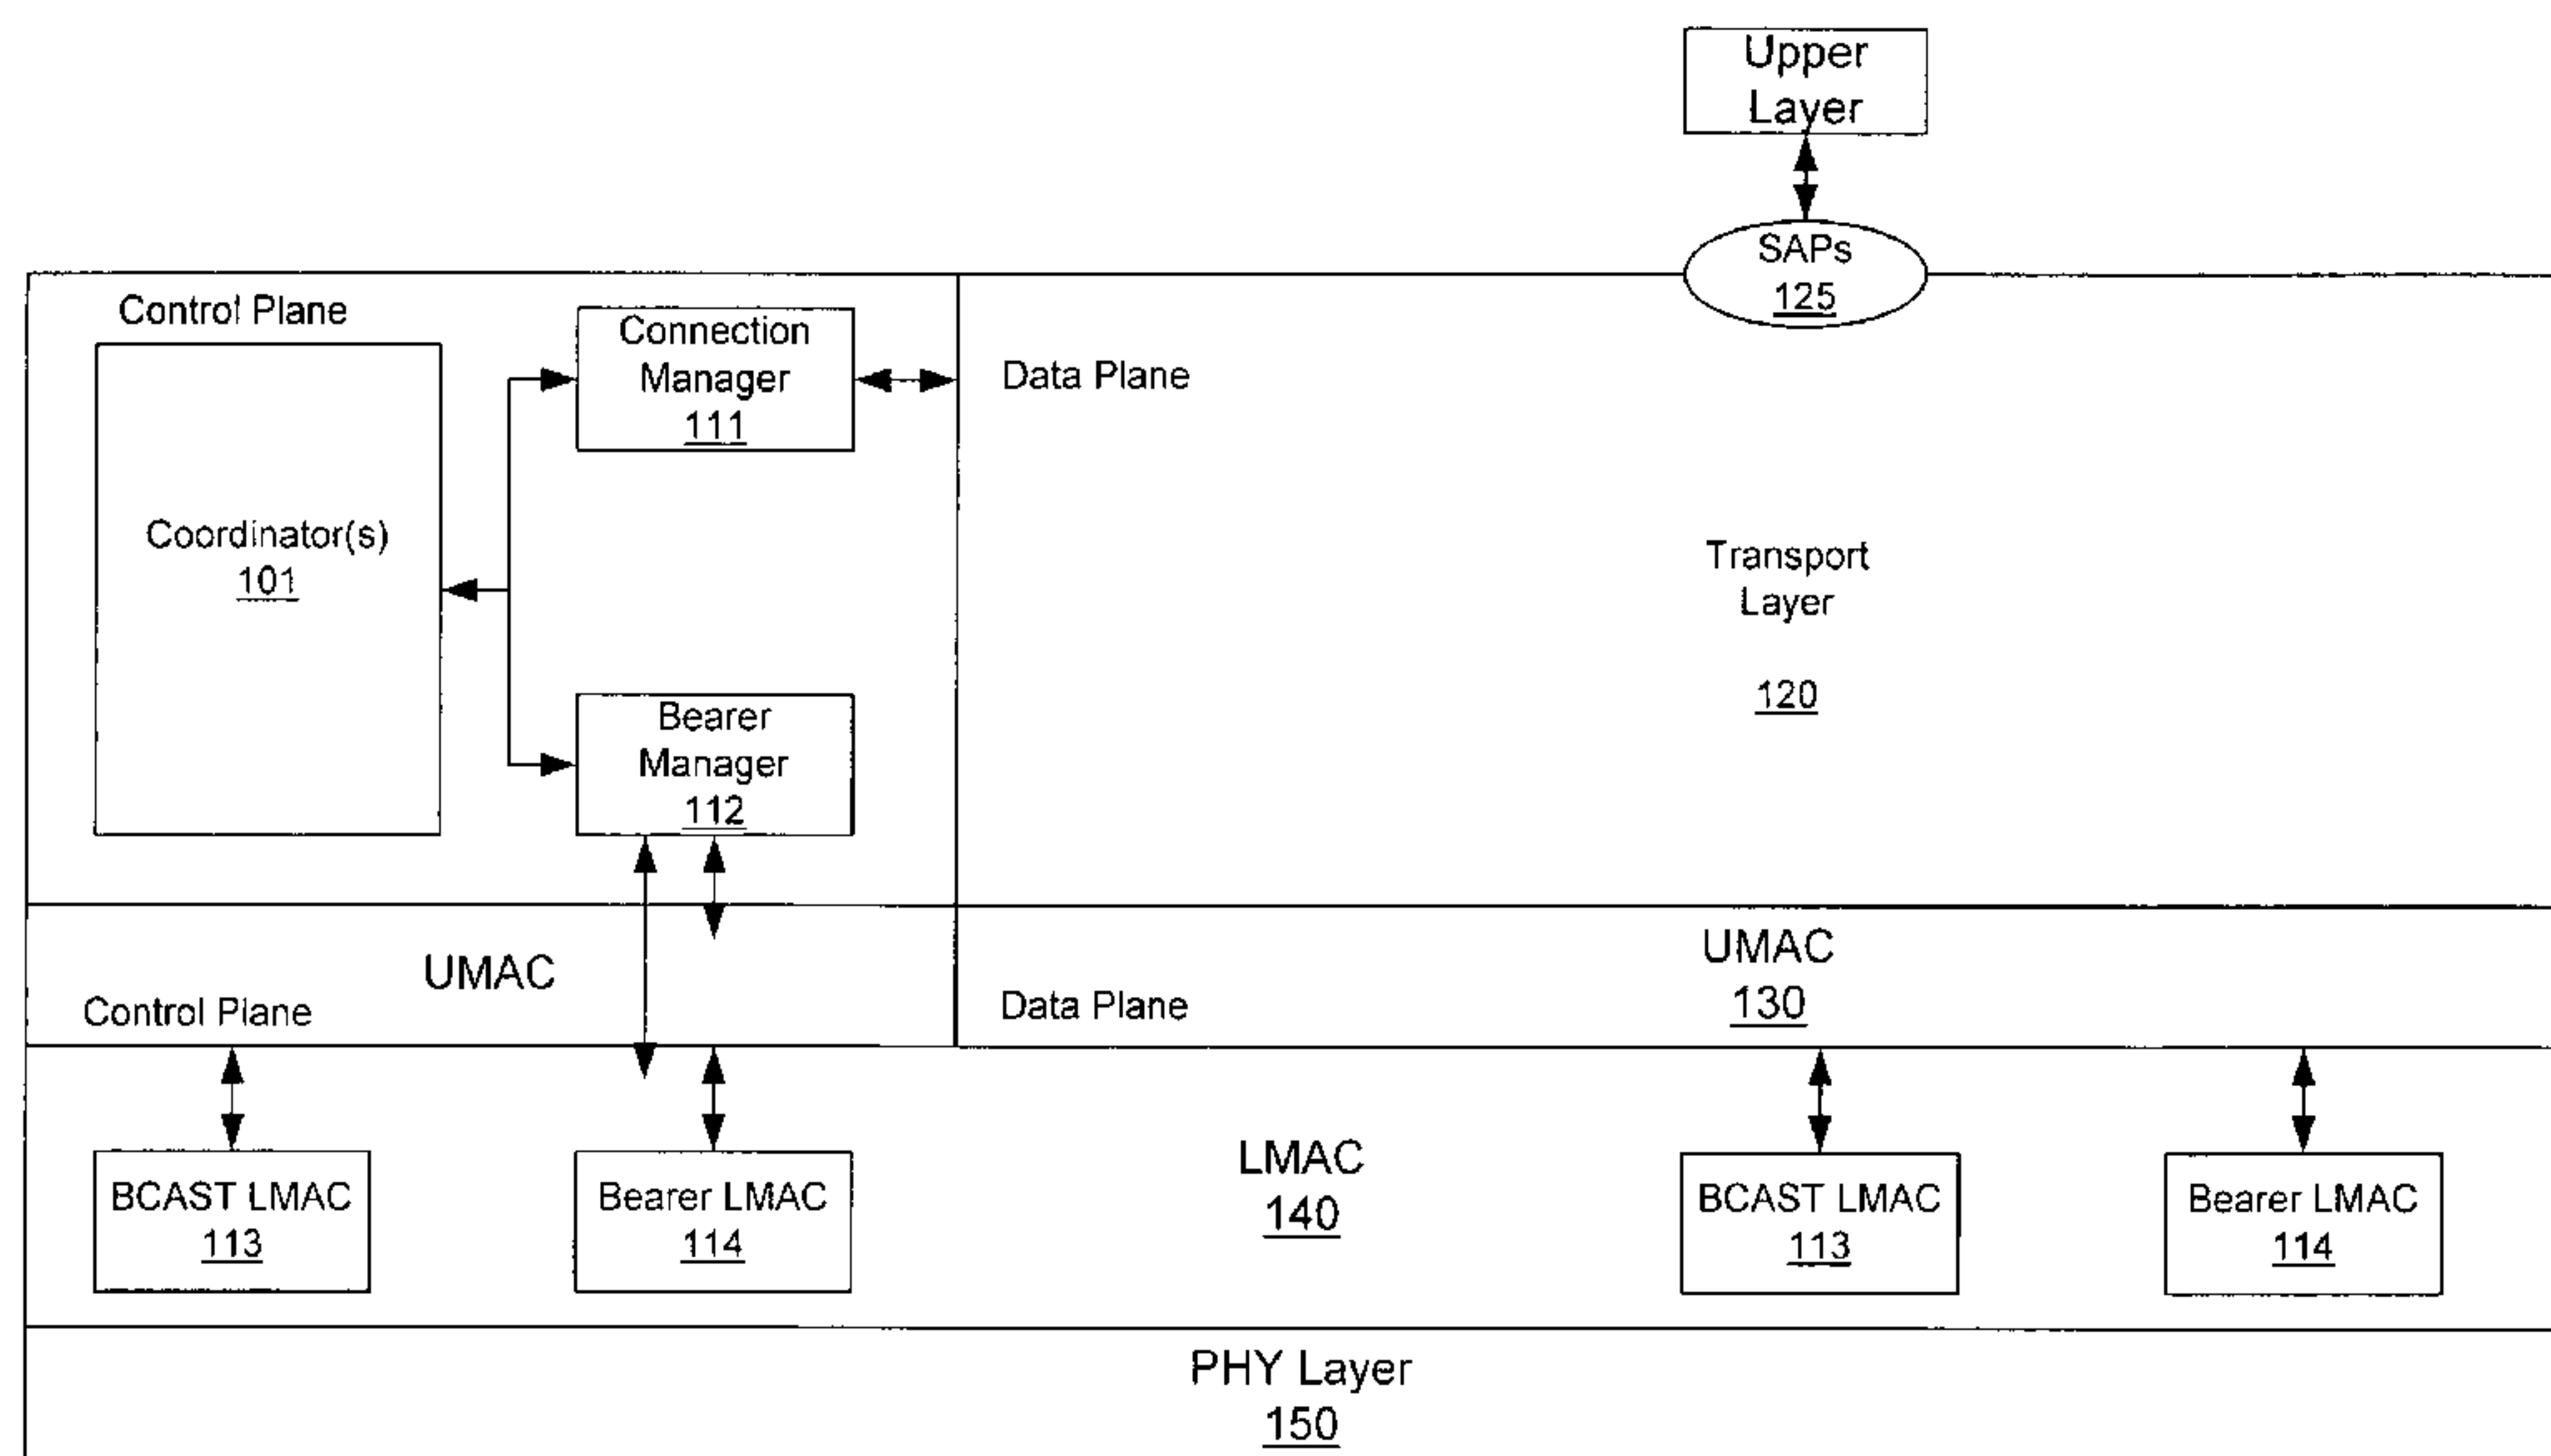 Upper
Layer
SAPs
125
Control Plane
Connection
Manager
111
Data Plane
Coordinator(s)
101
Transport
Layer
120
Bearer
Manager
112
UMAC
Control Plane
UMAC
130
Data Plane
BCAST LMAC
113
Bearer LMAC
114
LMAC
140
BCAST LMAC
113
Bearer LMAC
114
PHY Layer
150